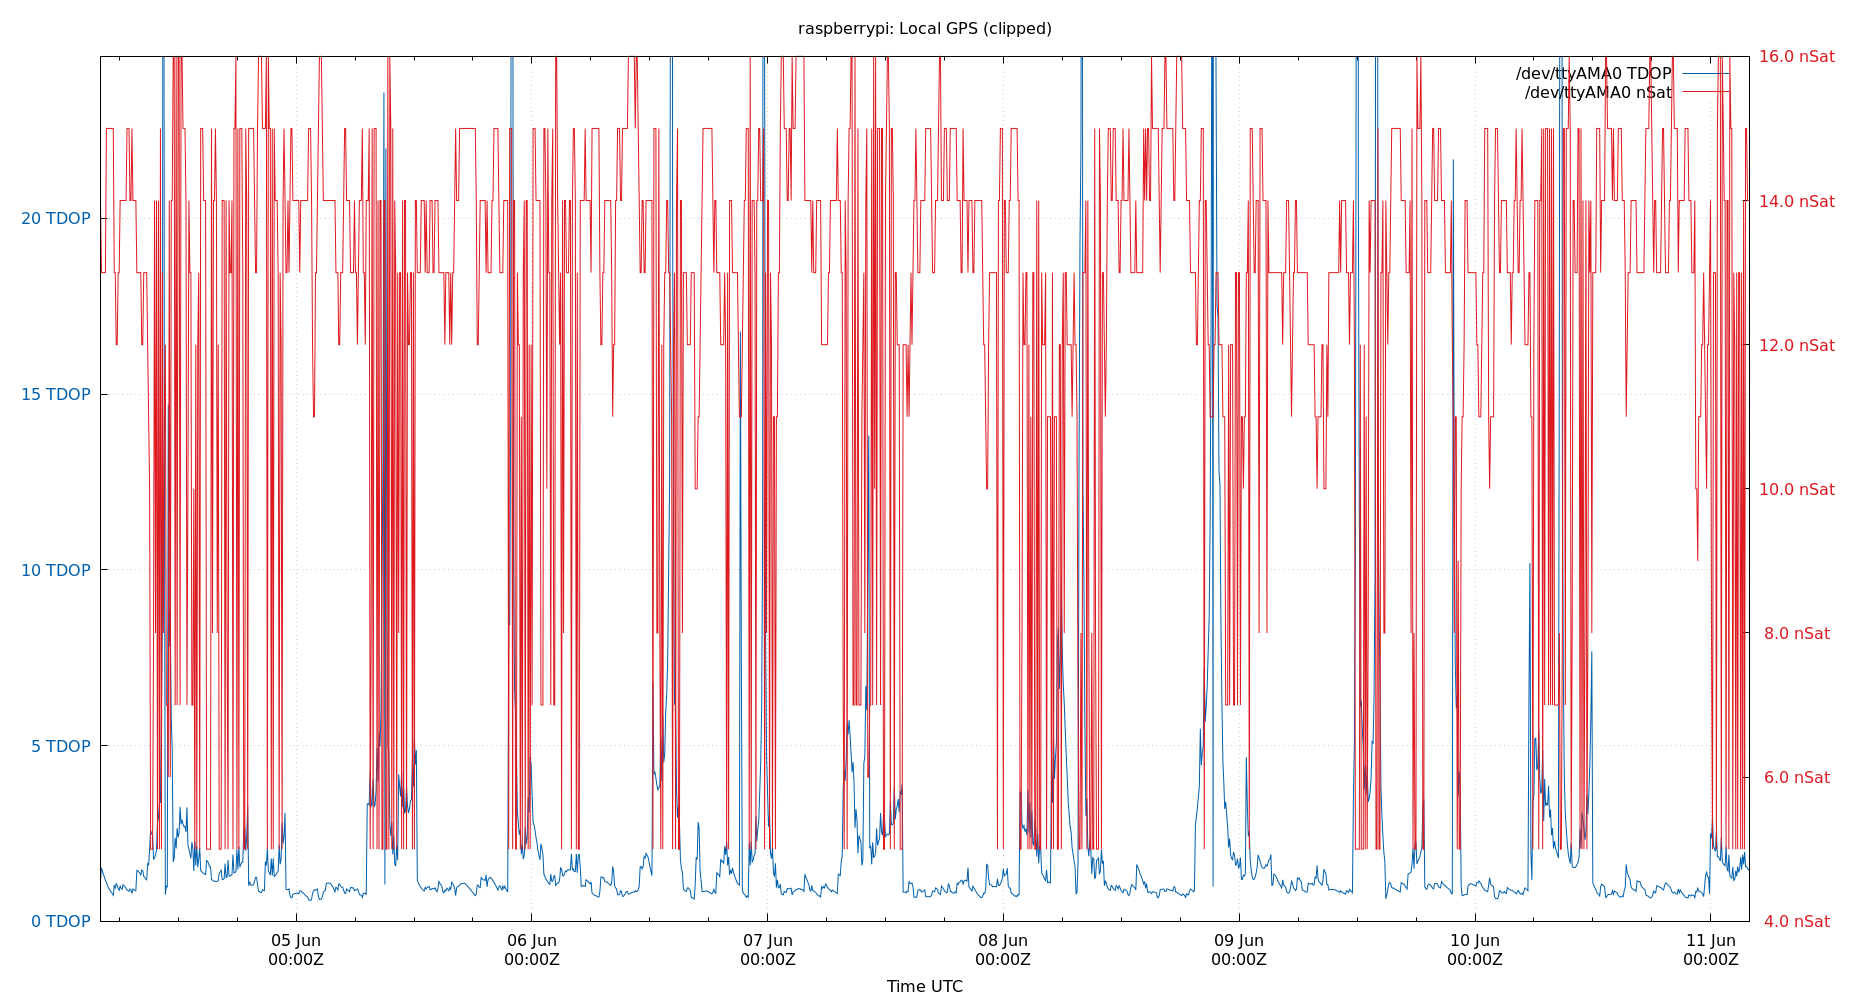 raspberrypi: Local GPS (clipped)
/dev/ttyAMA0 TDOP
/dev/ttyAMA0 nSat
20 TDOP
15 TDOP
10 TDOP
5 TDOP
0 TDOP
16.0 nSat
14.0 nSat
12.0 nSat
10.0 nSat
8.0 nSat
6.0 nSat
4.0 nSat
05 Jun
00:00Z
06 Jun
00:00Z
07 Jun
00:00Z
08 Jun
00:00Z
09 Jun
00:00Z
10 Jun
00:00Z
11 Jun
00:00Z
Time UTC